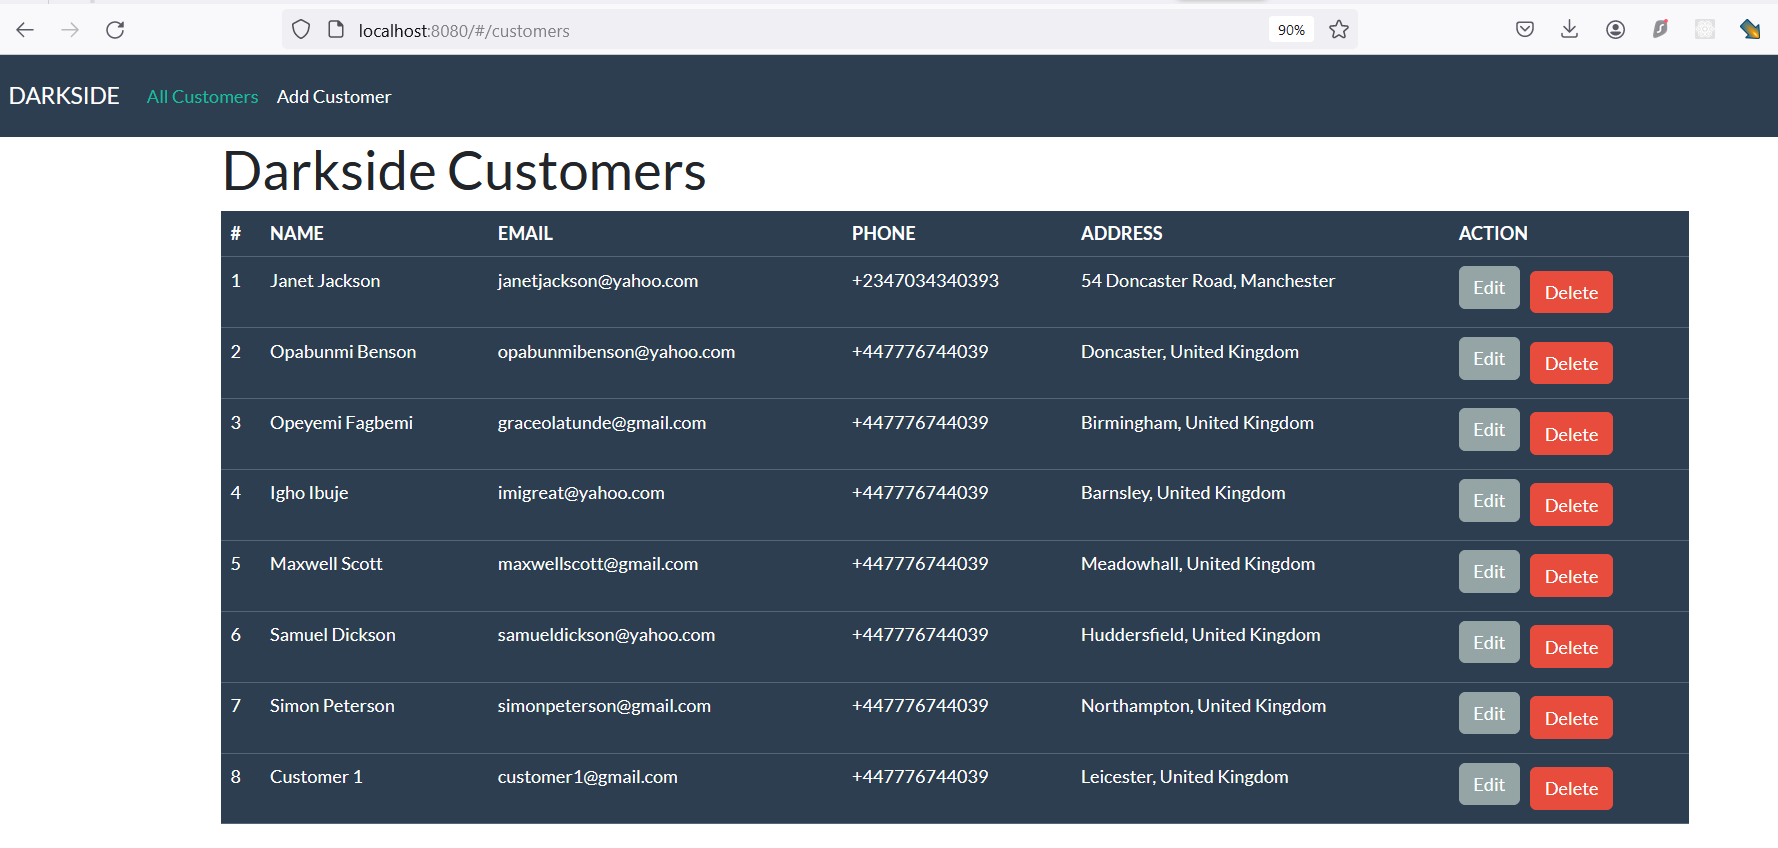 localhost:8080/#/customers 90%
DARKSIDE All Customers Add Customer
Darkside Customers
# NAME EMAIL PHONE ADDRESS ACTION
1 Janet Jackson janetjackson@yahoo.com +2347034340393 54 Doncaster Road, Manchester Edit Delete
2 Opabunmi Benson opabunmibenson@yahoo.com +447776744039 Doncaster, United Kingdom Edit Delete
3 Opeyemi Fagbemi graceolatunde@gmail.com +447776744039 Birmingham, United Kingdom Edit Delete
4 Igho Ibuje imigreat@yahoo.com +447776744039 Barnsley, United Kingdom Edit Delete
5 Maxwell Scott maxwellscott@gmail.com +447776744039 Meadowhall, United Kingdom Edit Delete
6 Samuel Dickson samueldickson@yahoo.com +447776744039 Huddersfield, United Kingdom Edit Delete
7 Simon Peterson simonpeterson@gmail.com +447776744039 Northampton, United Kingdom Edit Delete
8 Customer 1 customer1@gmail.com +447776744039 Leicester, United Kingdom Edit Delete